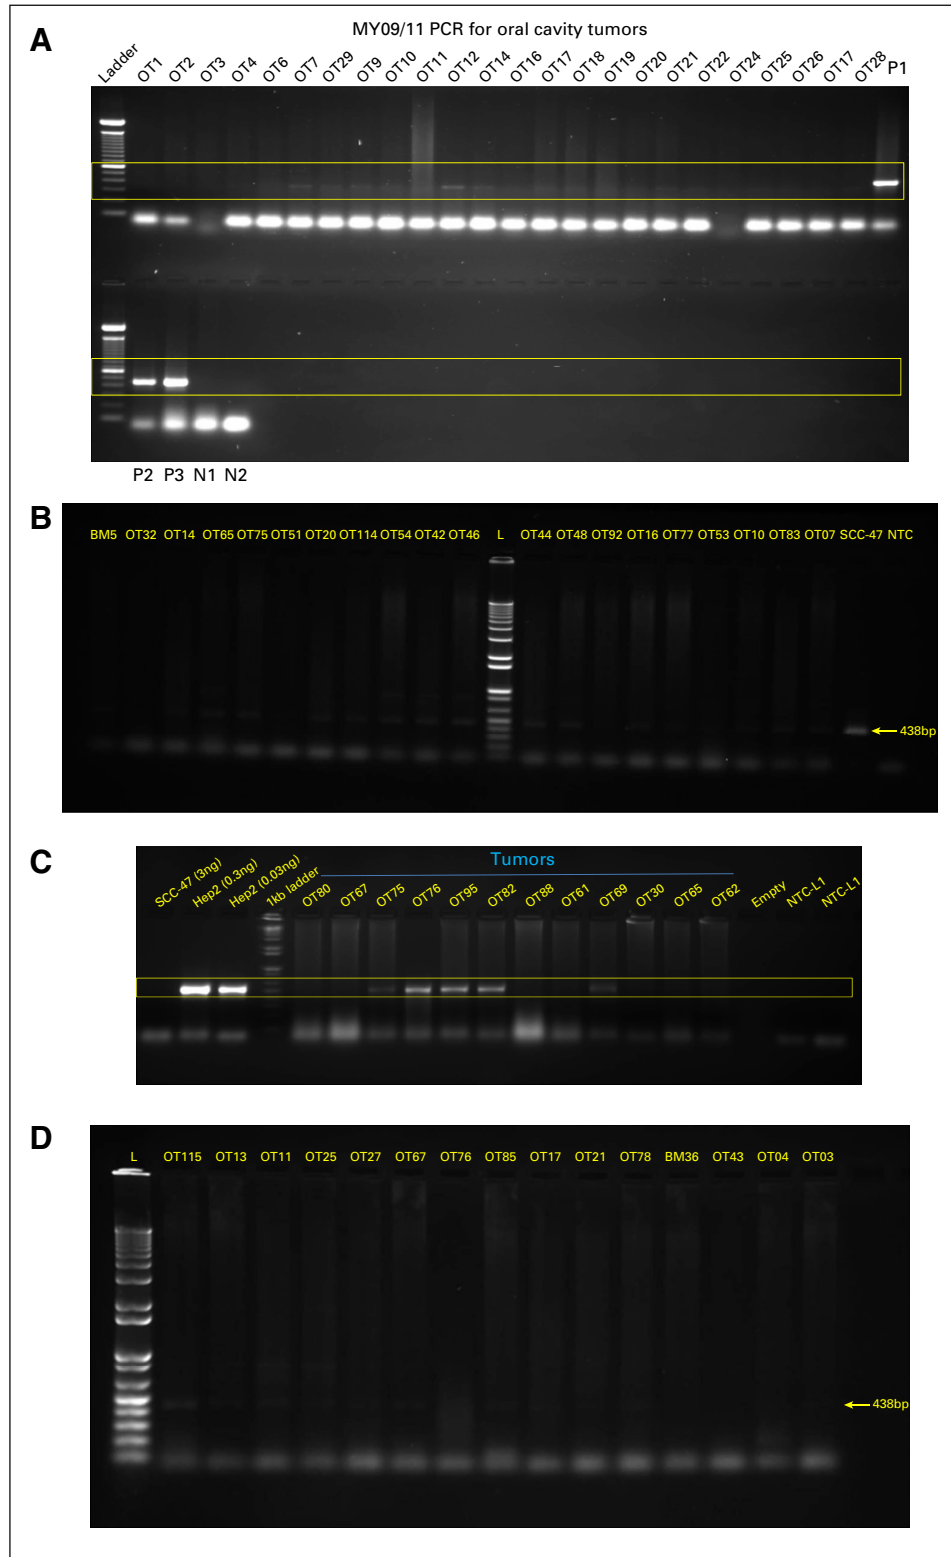 A
MY09/11 PCR for oral cavity tumors
Ladder OT1 OT2 OT3 OT4 OT6 OT7 OT29 OT9 OT10 OT11 OT12 OT14 OT16 OT17 OT18 OT19 OT20 OT21 OT22 OT24 OT25 OT26 OT17 OT28 P1
P2 P3 N1 N2
B
BM5 OT32 OT14 OT65 OT75 OT51 OT20 OT114 OT54 OT42 OT46 L OT44 OT48 OT92 OT16 OT77 OT53 OT10 OT83 OT07 SCC-47 NTC
438bp
C
Tumors
SCC-47 (3ng) Hep2 (0.3ng) Hep2 (0.03ng) 1kb ladder OT80 OT67 OT75 OT76 OT95 OT82 OT88 OT61 OT69 OT30 OT65 OT62 Empty NTC-L1 NTC-L1
D
L OT115 OT13 OT11 OT25 OT27 OT67 OT76 OT85 OT17 OT21 OT78 BM36 OT43 OT04 OT03
438bp